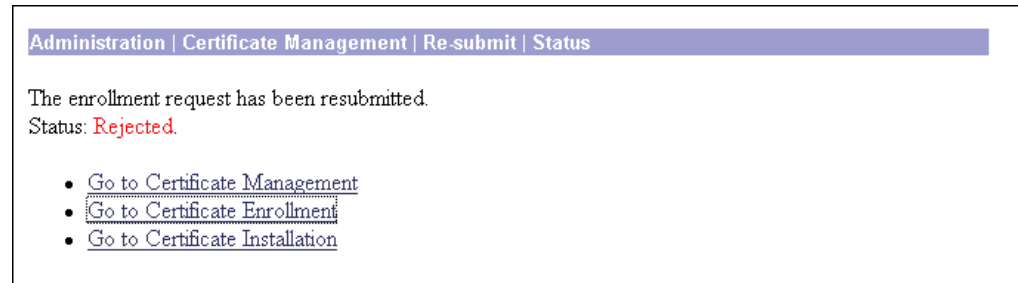 Administration | Certificate Management | Re-submit | Status
The enrollment request has been resubmitted.
Status: Rejected.
Go to Certificate Management
Go to Certificate Enrollment
Go to Certificate Installation